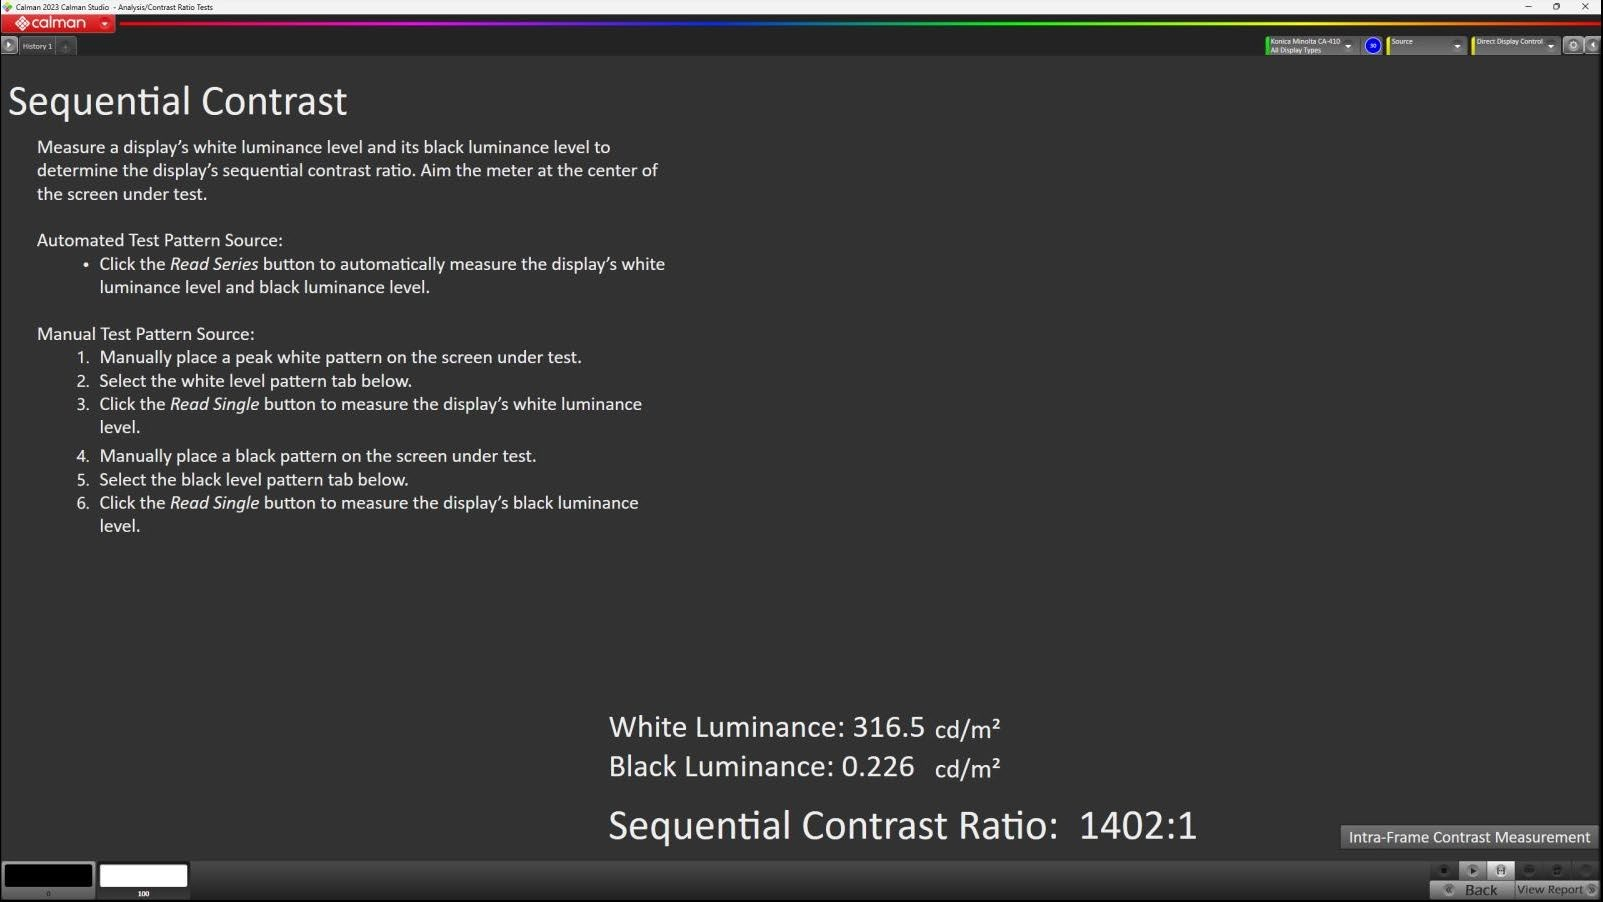 Calman 2023 Calman Studio - Analysis/Contrast Ratio Tests
calman
History 1
Konica Minolta CA-410
All Display Types
30
Source
Direct Display Control
Sequential Contrast
Measure a display’s white luminance level and its black luminance level to
determine the display’s sequential contrast ratio. Aim the meter at the center of
the screen under test.
Automated Test Pattern Source:
• Click the Read Series button to automatically measure the display’s white
luminance level and black luminance level.
Manual Test Pattern Source:
1. Manually place a peak white pattern on the screen under test.
2. Select the white level pattern tab below.
3. Click the Read Single button to measure the display’s white luminance
level.
4. Manually place a black pattern on the screen under test.
5. Select the black level pattern tab below.
6. Click the Read Single button to measure the display’s black luminance
level.
White Luminance: 316.5 cd/m²
Black Luminance: 0.226 cd/m²
Sequential Contrast Ratio: 1402:1
Intra-Frame Contrast Measurement
0
100
Back
View Report